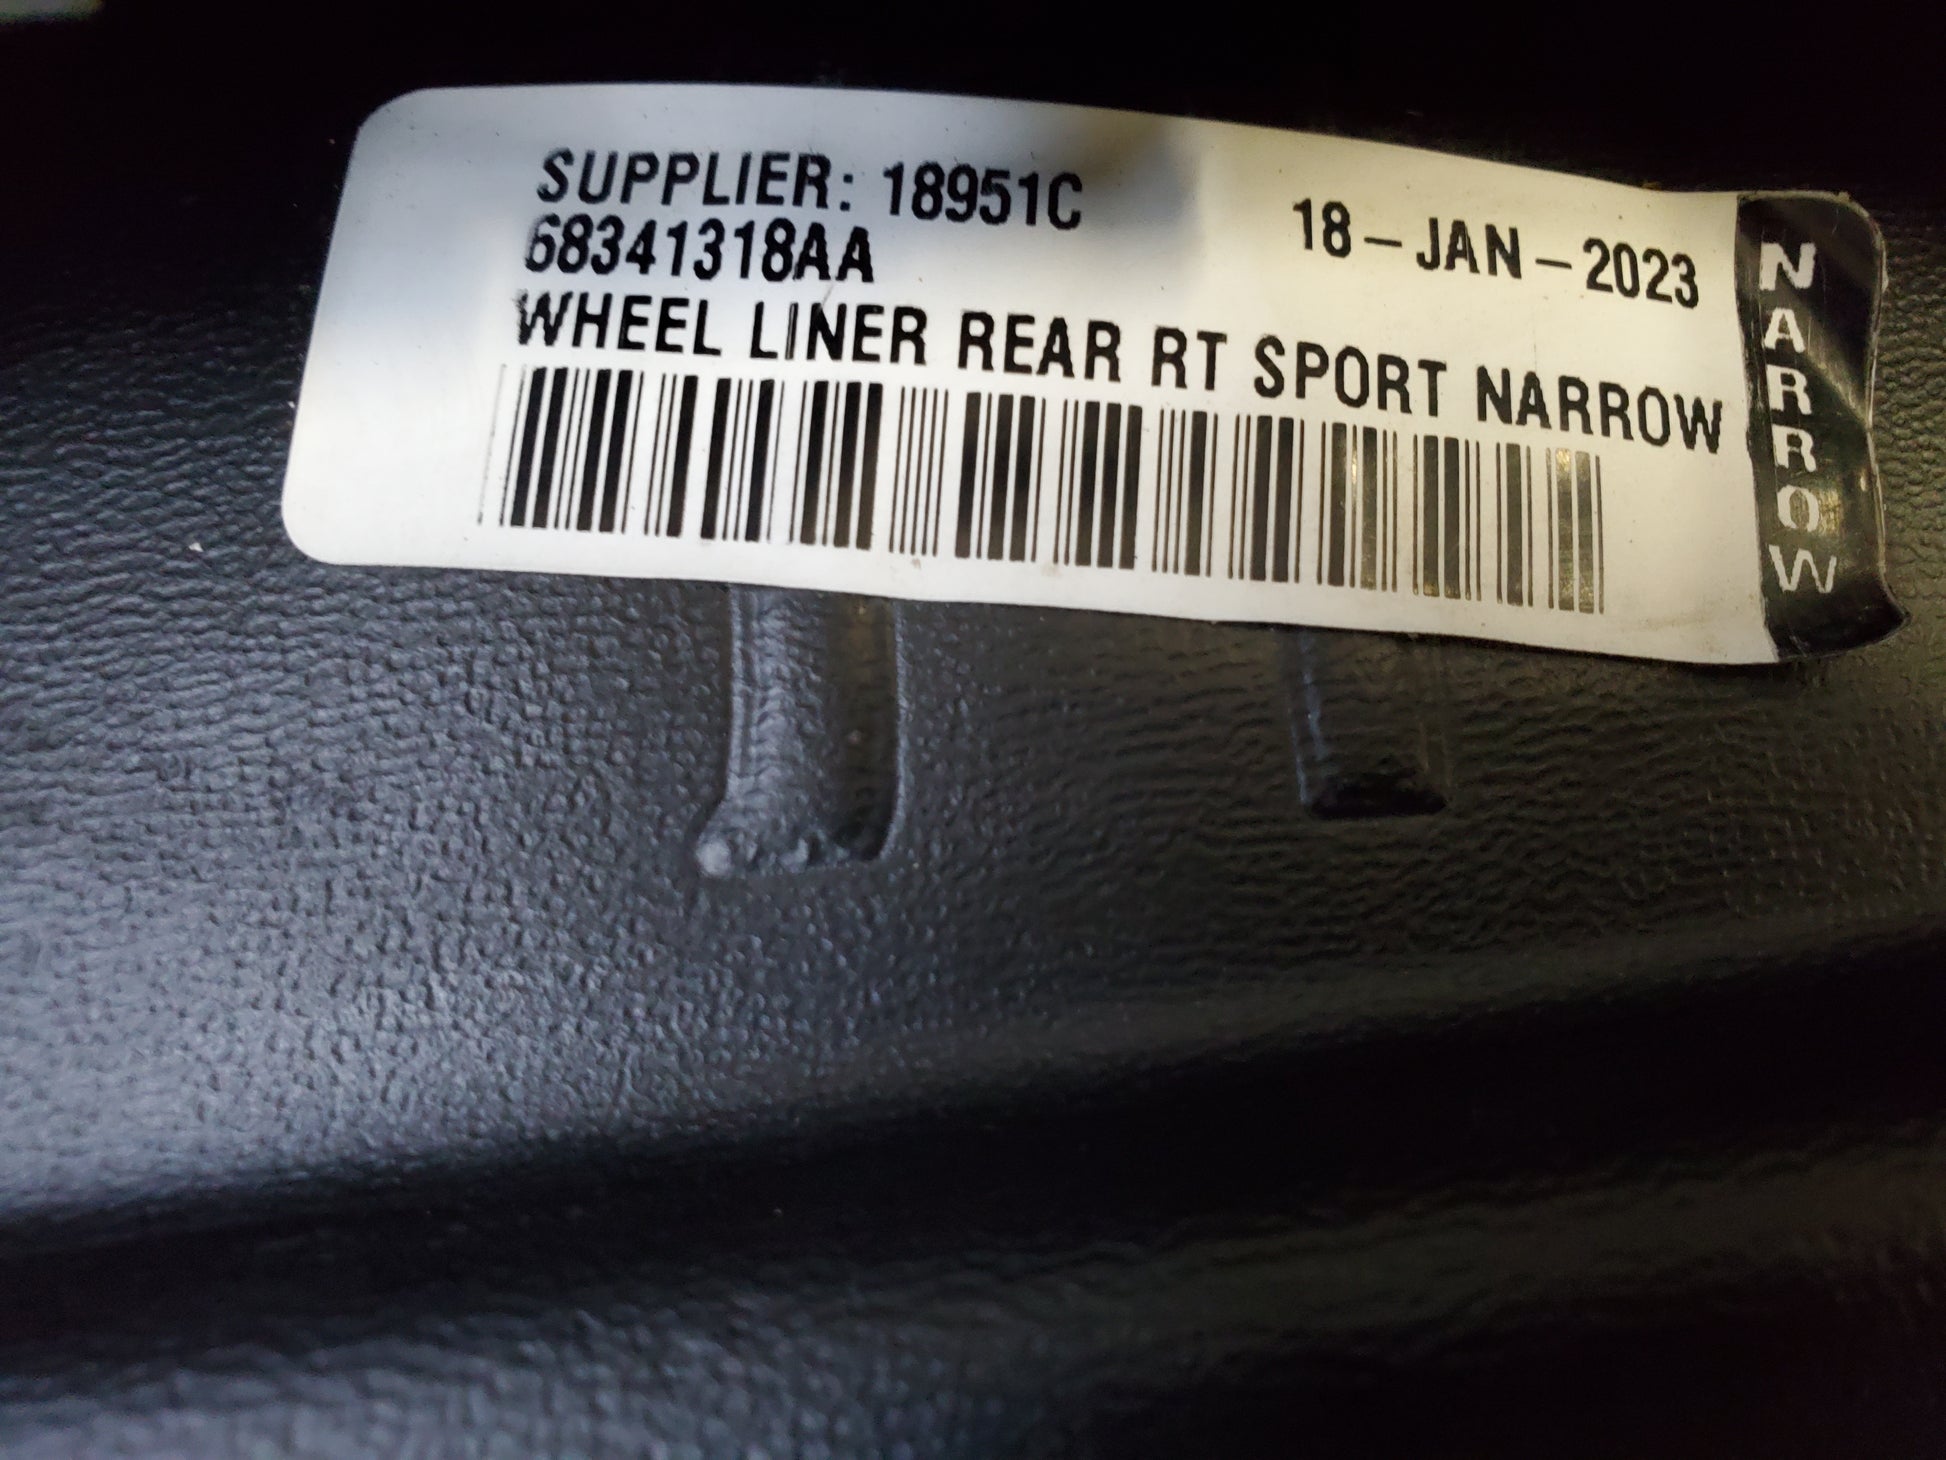 SUPPLIER: 18951C
18-JAN-2023
68341318AA
WHEEL LINER REAR RT SPORT NARROW
NARROW